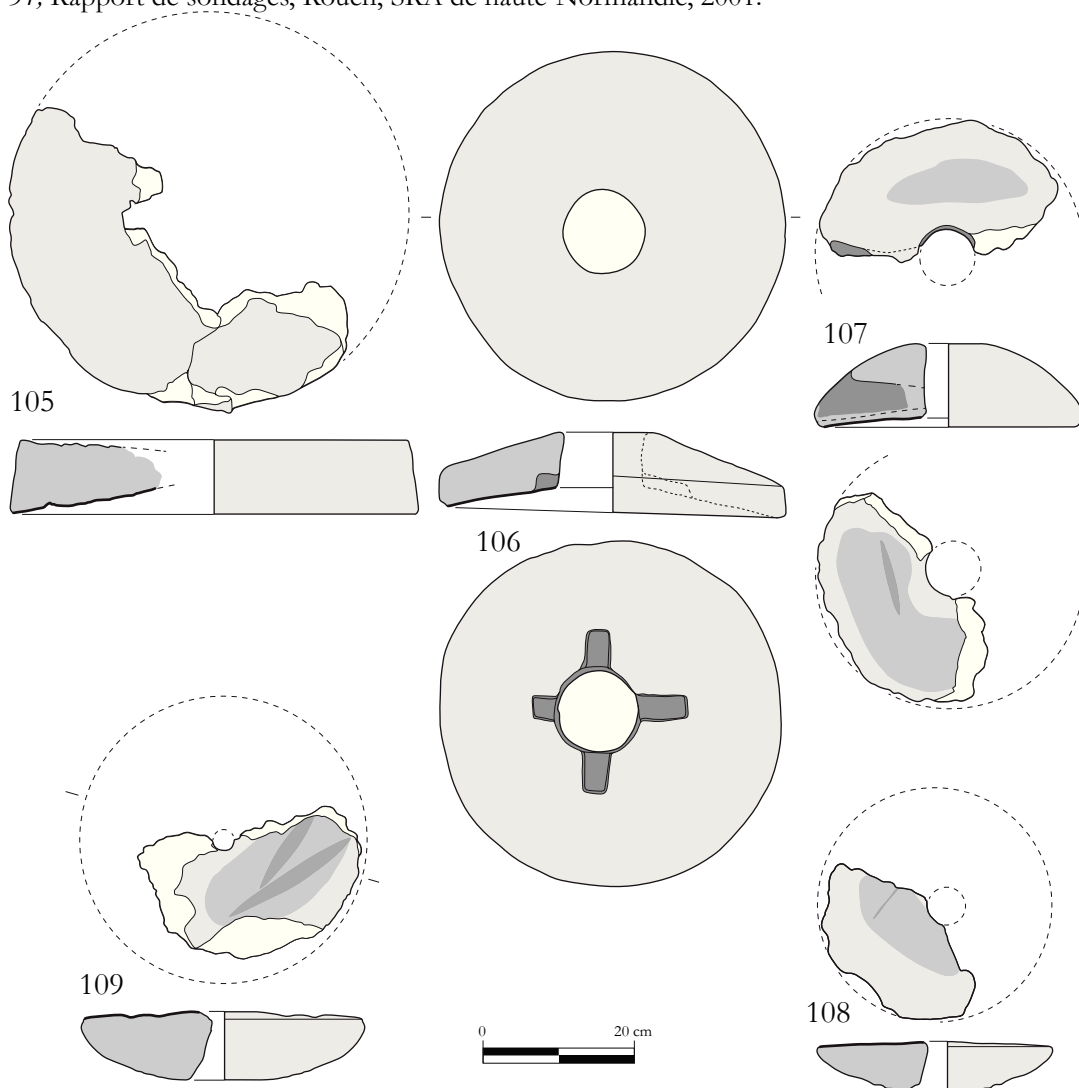 97, Rapport de sondages, Rouen, SRA de haute-Normandie, 2001.
107
105
106
109
108
0 20 cm